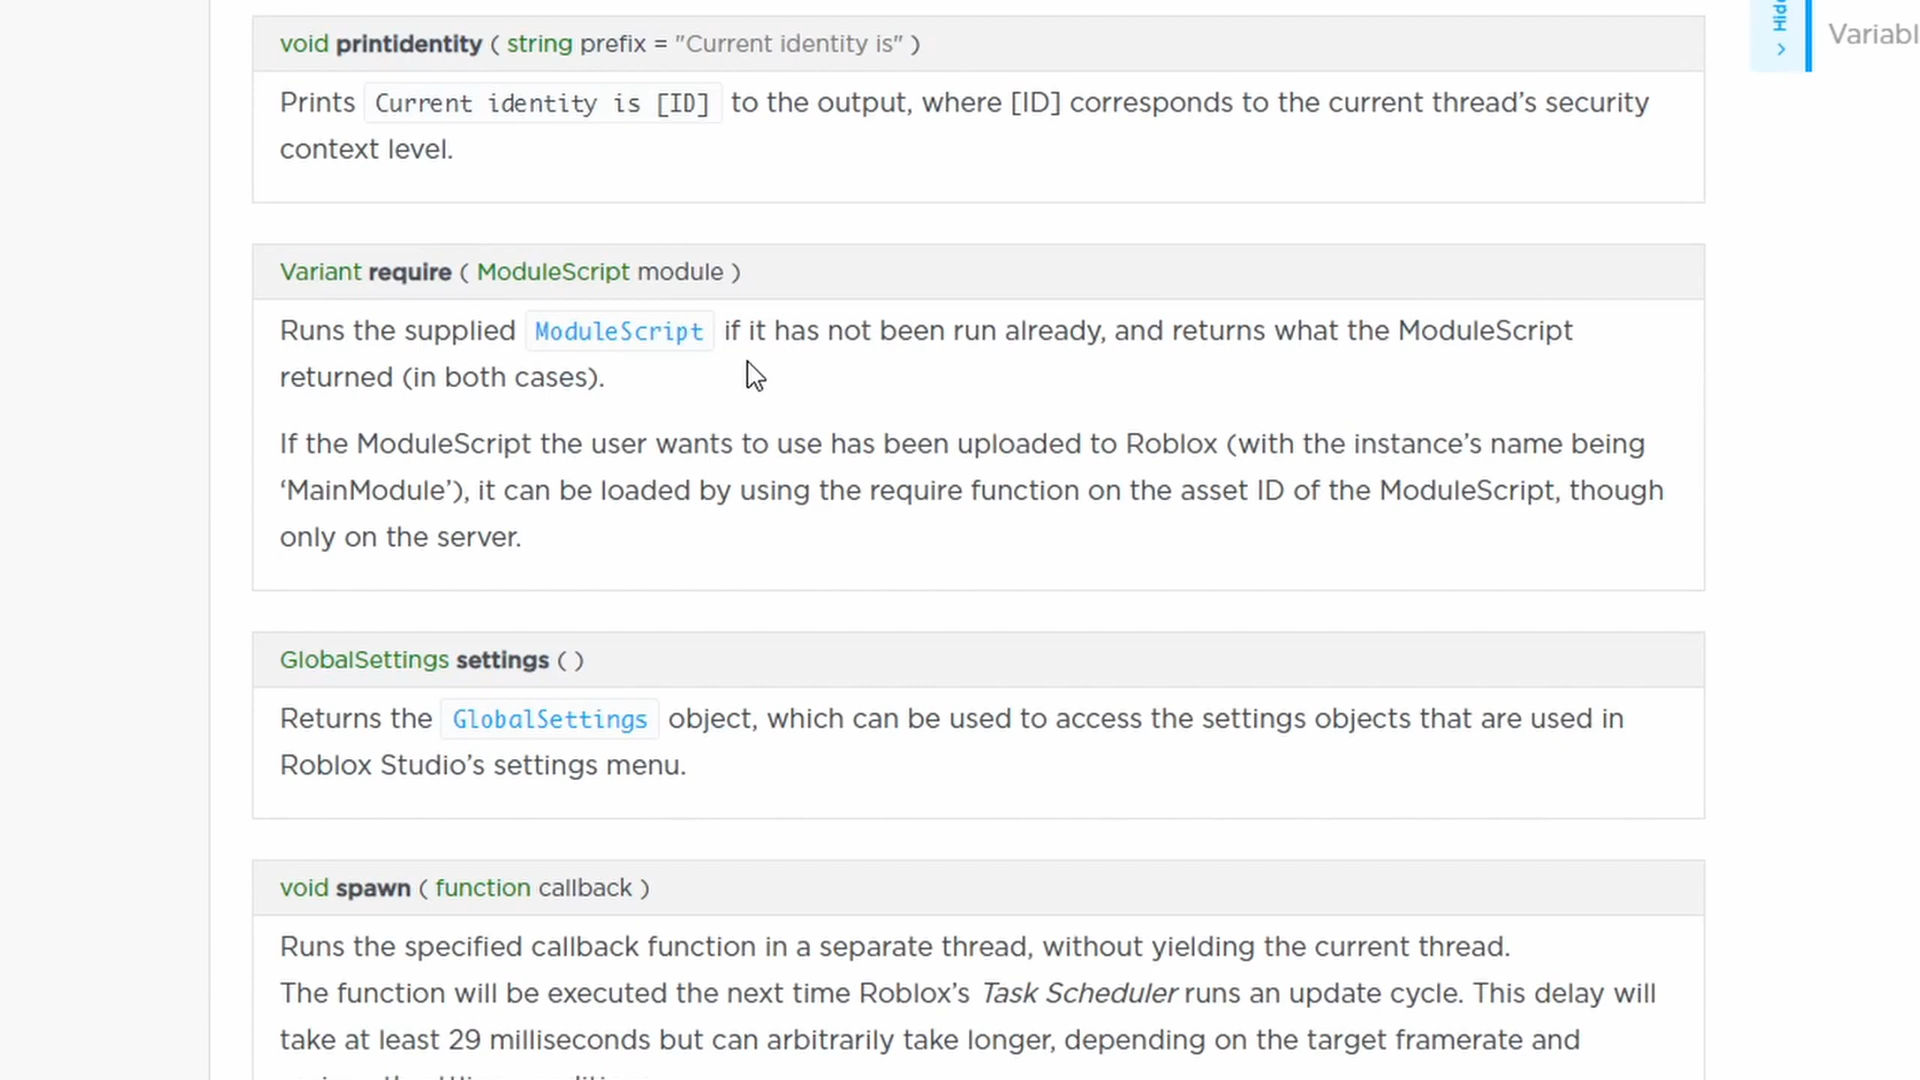 void printidentity ( string prefix = "Current identity is" )
Prints Current identity is [ID] to the output, where [ID] corresponds to the current thread’s security
context level.
Variant require ( ModuleScript module )
Runs the supplied ModuleScript if it has not been run already, and returns what the ModuleScript
returned (in both cases).
If the ModuleScript the user wants to use has been uploaded to Roblox (with the instance’s name being
‘MainModule’), it can be loaded by using the require function on the asset ID of the ModuleScript, though
only on the server.
GlobalSettings settings ( )
Returns the GlobalSettings object, which can be used to access the settings objects that are used in
Roblox Studio’s settings menu.
void spawn ( function callback )
Runs the specified callback function in a separate thread, without yielding the current thread.
The function will be executed the next time Roblox’s Task Scheduler runs an update cycle. This delay will
take at least 29 milliseconds but can arbitrarily take longer, depending on the target framerate and
Hide
Variabl